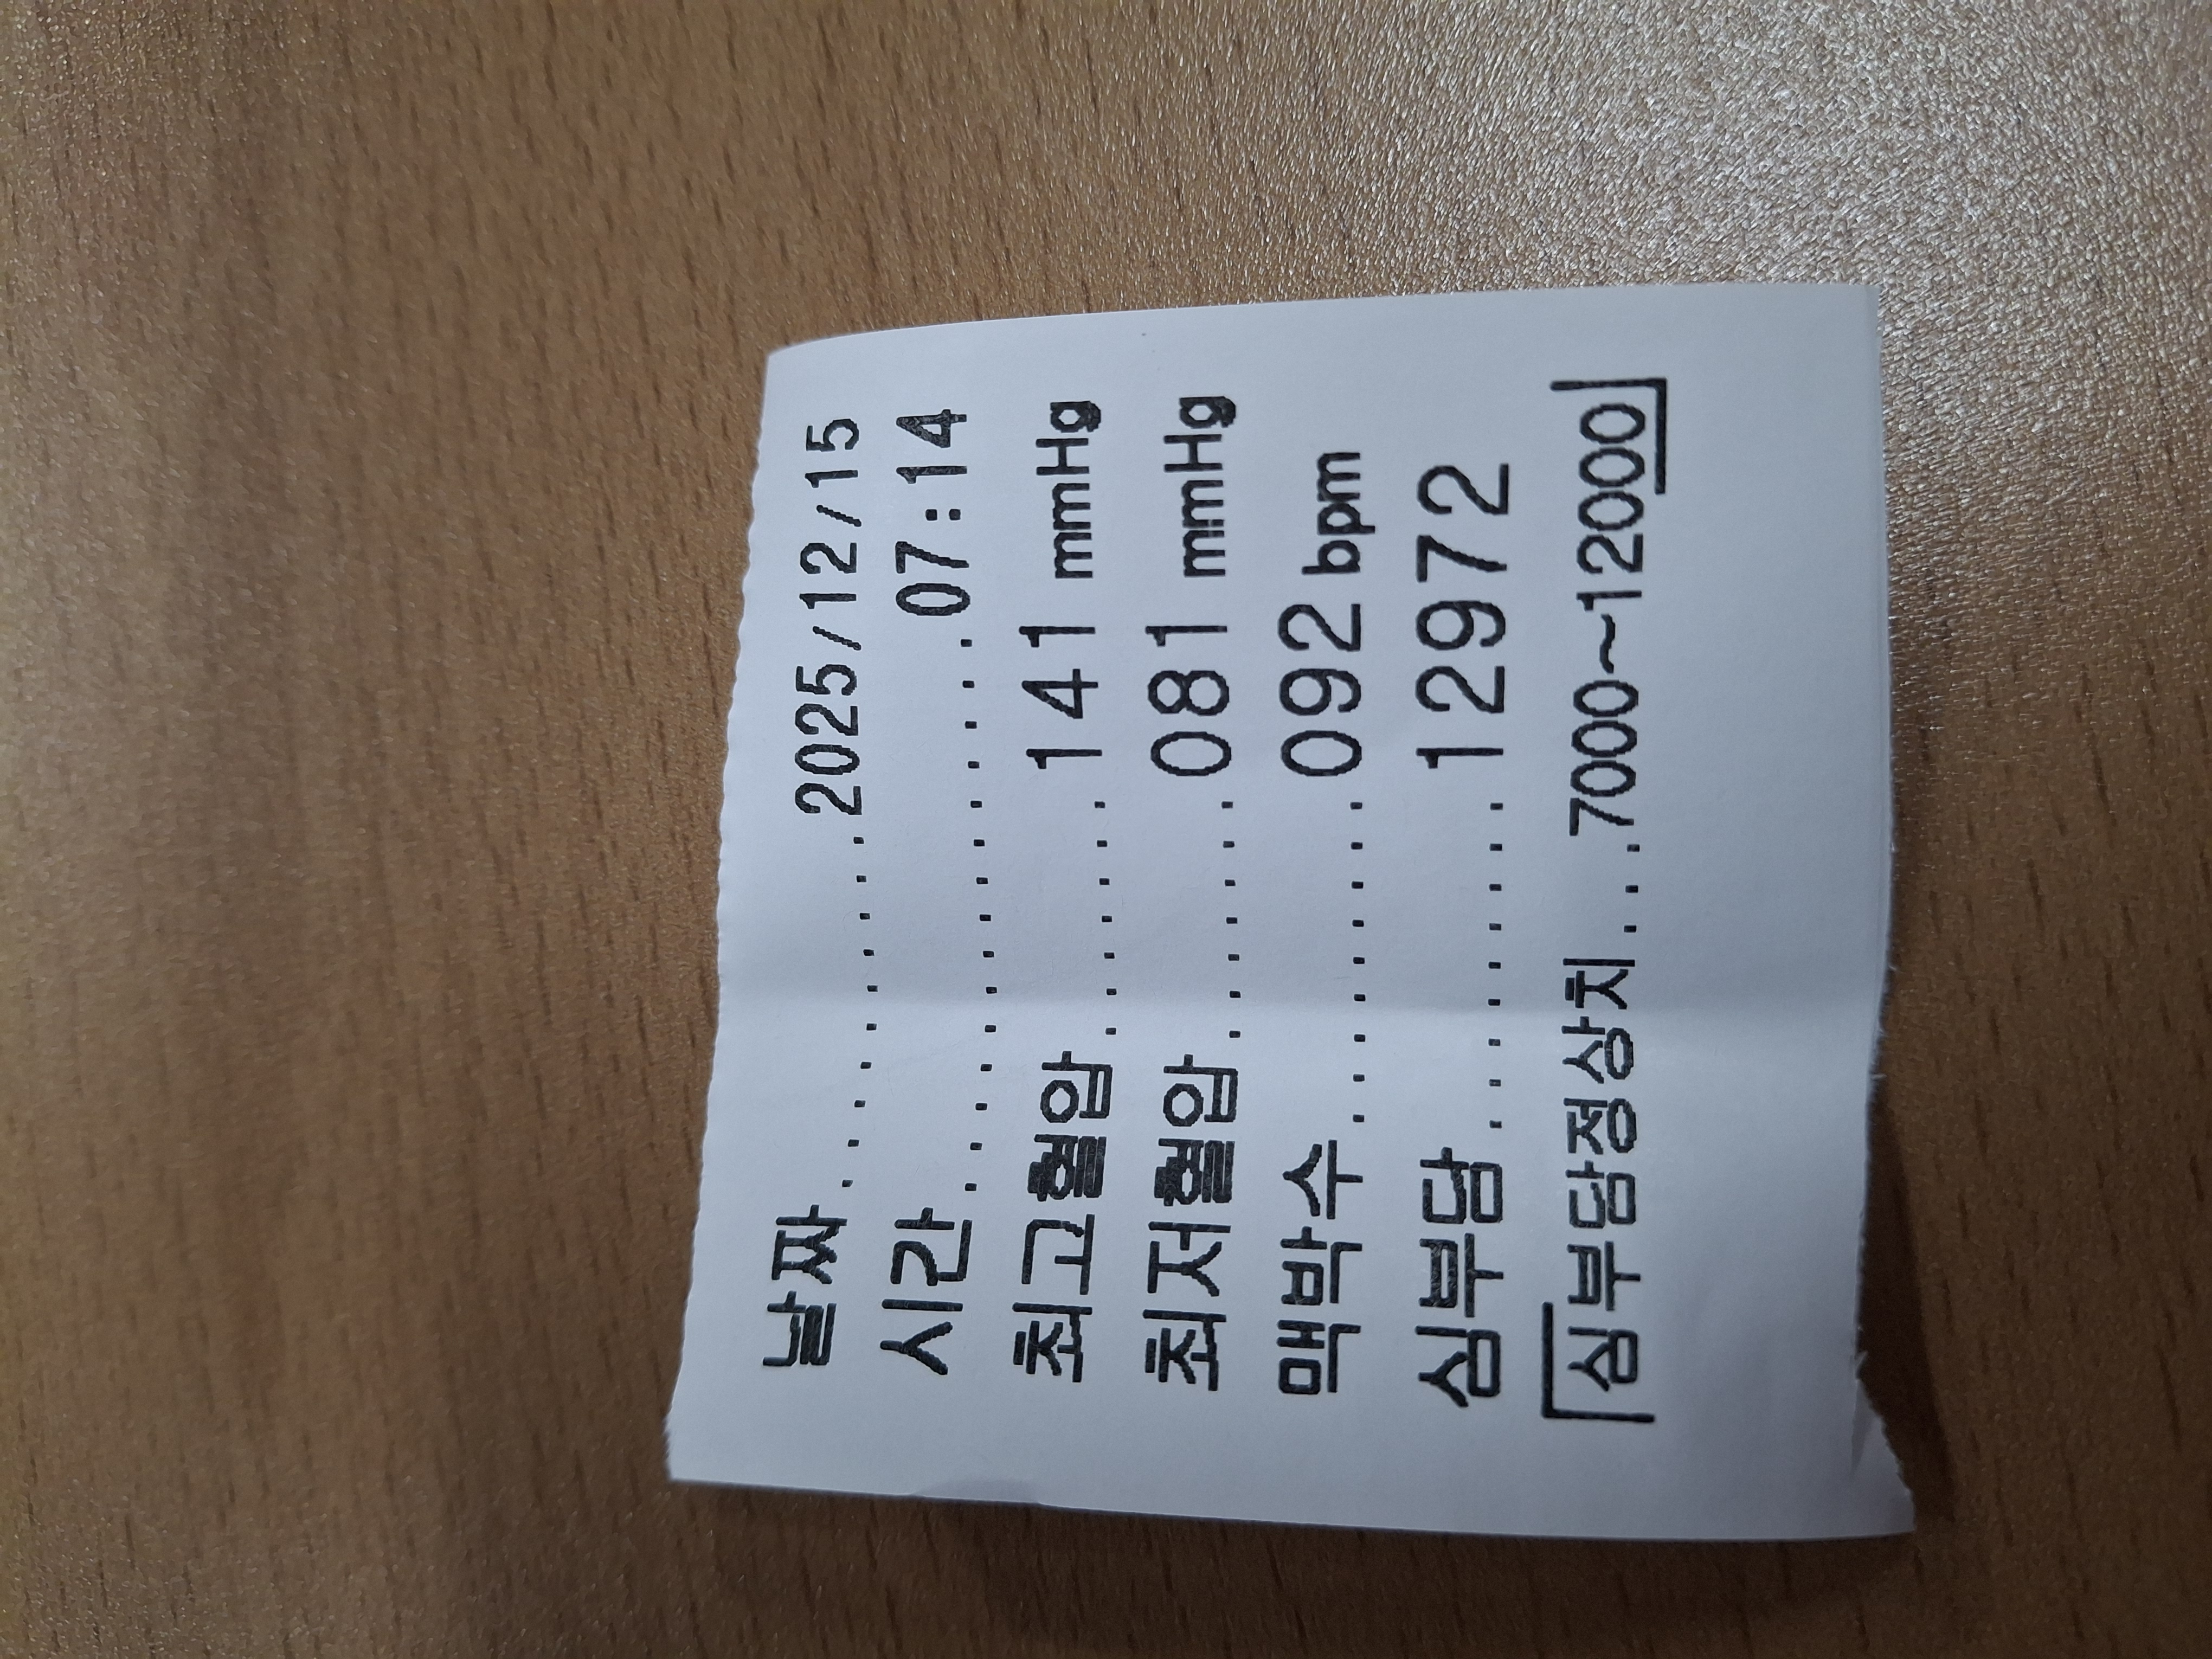 날짜..............2025/12/15
시간...................07:14
최고혈압........141 mmHg
최저혈압........081 mmHg
맥박수..........092 bpm
심부담..........12972
「심부담정상치...7000~12000」